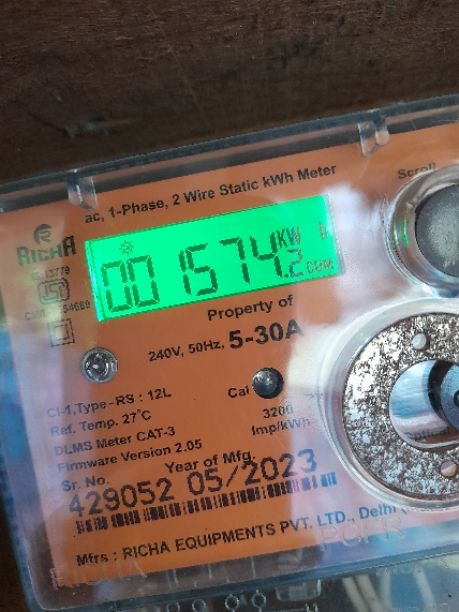 ac, 1-Phase, 2 Wire Static kWh Meter
Scroll
RICHA
001574.2 KW
CUM
Property of
240V, 50Hz, 5-30A
Cl-1,Type-RS : 12L
Cal
Ref. Temp. 27°C
3200
Imp/kWh
DLMS Meter CAT-3
Firmware Version 2.05
Sr. No.
Year of Mfg.
429052 05/2023
Mfrs : RICHA EQUIPMENTS PVT. LTD., Delhi